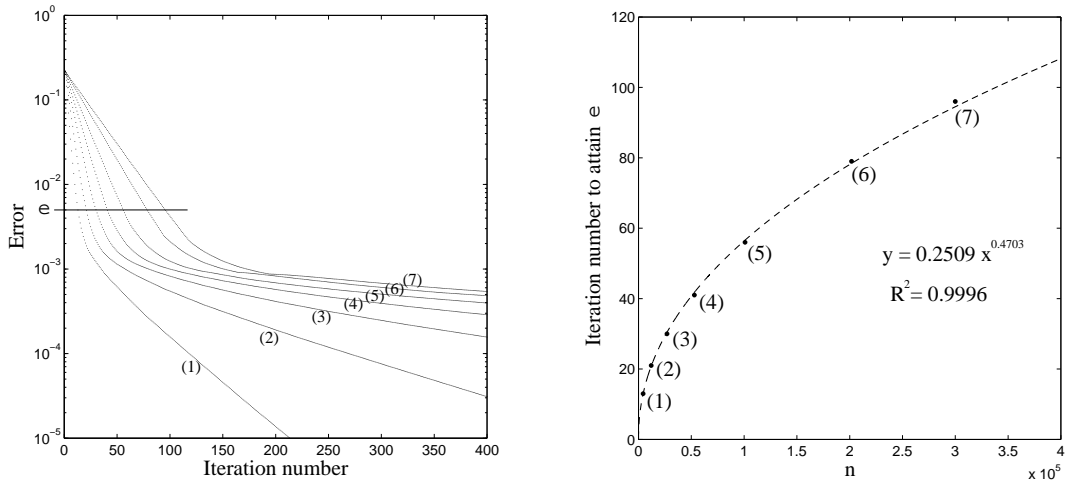 10^0
10^-1
10^-2
10^-3
10^-4
10^-5
Error
e
(1)
(2)
(3)
(4)
(5)
(6)
(7)
0 50 100 150 200 250 300 350 400
Iteration number
Iteration number to attain e
120
100
80
60
40
20
0
(1)
(2)
(3)
(4)
(5)
(6)
(7)
y = 0.2509 x^0.4703
R^2= 0.9996
0 0.5 1 1.5 2 2.5 3 3.5 4
x 10^5
n